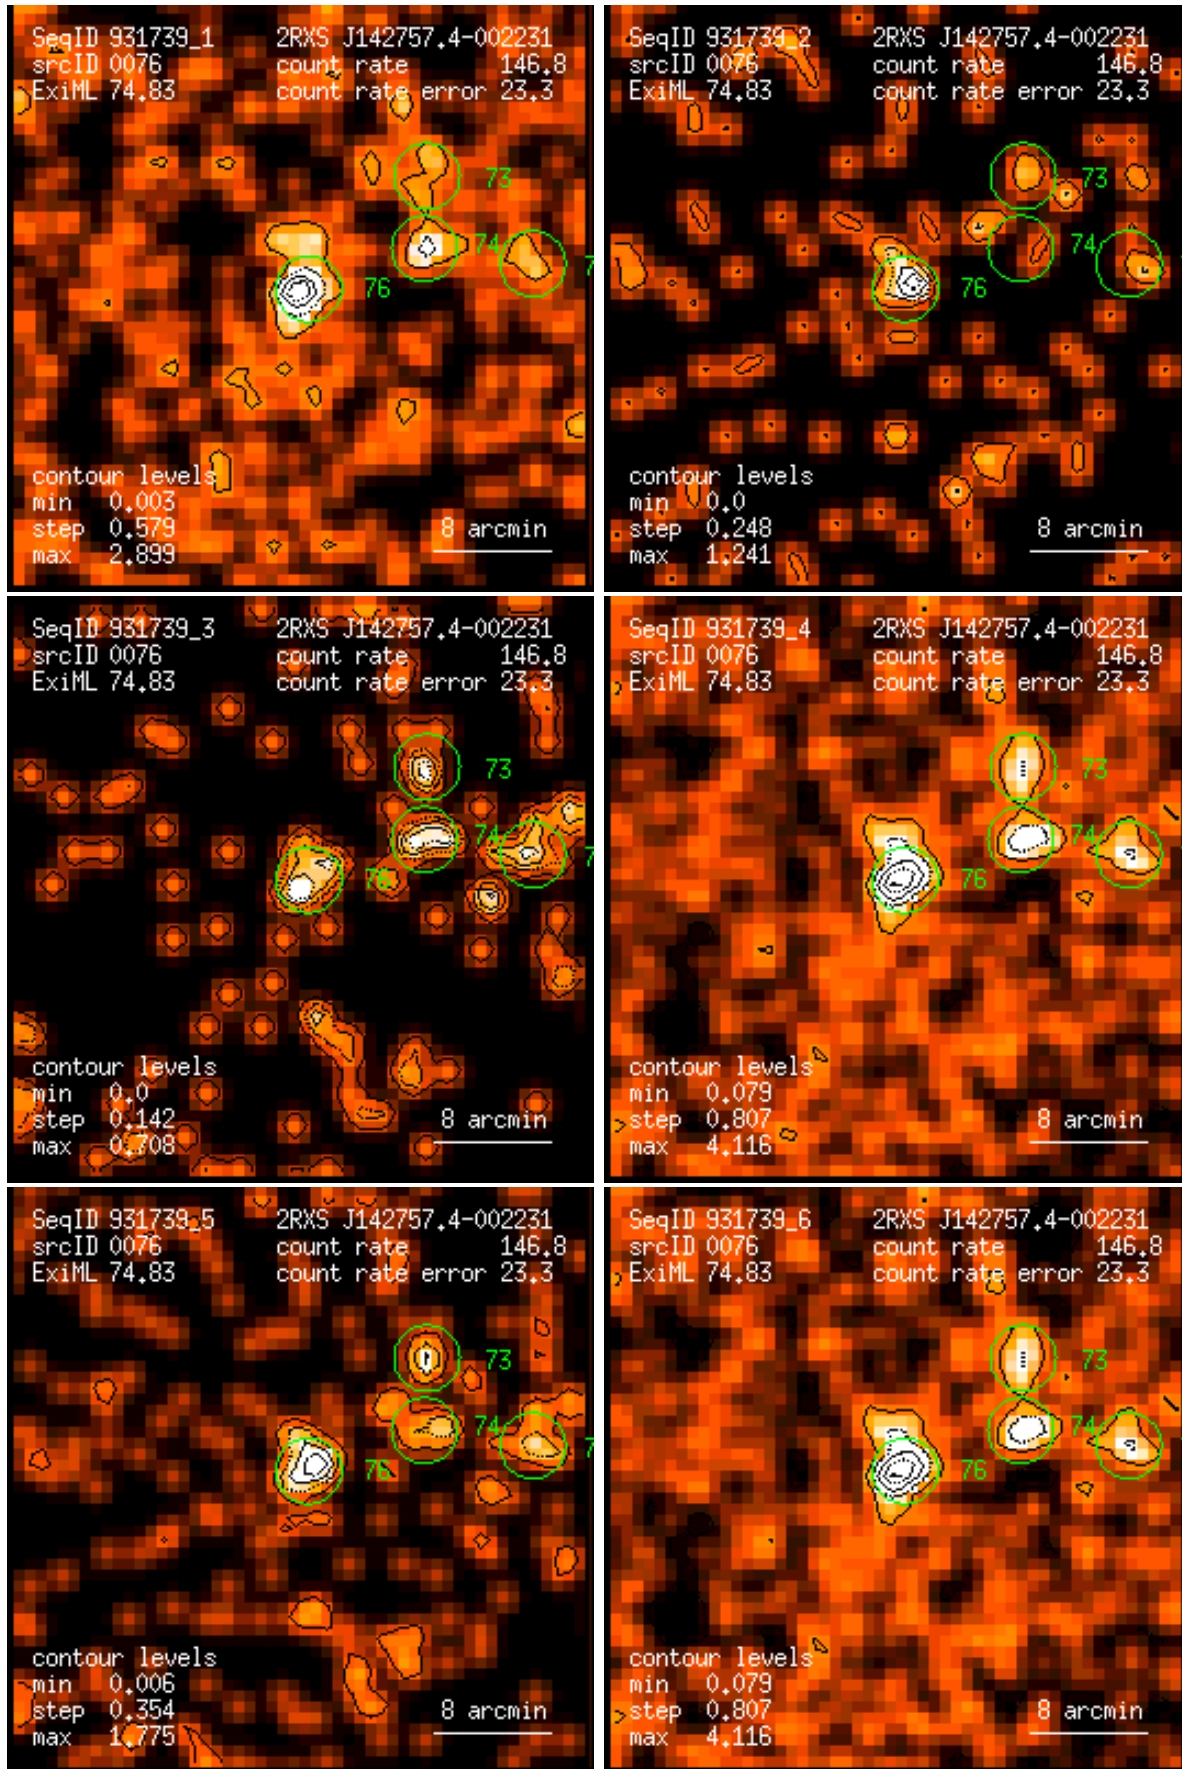 SeqID 931739_1 2RXS J142757.4-002231
srcID 0076 count rate 146.8
ExiML 74.83 count rate error 23.3
73
74
7
76
contour levels
min 0.003
step 0.579
max 2.899
8 arcmin
SeqID 931739_2 2RXS J142757.4-002231
srcID 0076 count rate 146.8
ExiML 74.83 count rate error 23.3
73
74
76
contour levels
min 0.0
step 0.248
max 1.241
8 arcmin
SeqID 931739_3 2RXS J142757.4-002231
srcID 0076 count rate 146.8
ExiML 74.83 count rate error 23.3
73
74
7
76
contour levels
min 0.0
step 0.142
max 0.708
8 arcmin
SeqID 931739_4 2RXS J142757.4-002231
srcID 0076 count rate 146.8
ExiML 74.83 count rate error 23.3
73
74
76
contour levels
min 0.079
step 0.807
max 4.116
8 arcmin
SeqID 931739_5 2RXS J142757.4-002231
srcID 0076 count rate 146.8
ExiML 74.83 count rate error 23.3
73
74
7
76
contour levels
min 0.006
step 0.354
max 1.775
8 arcmin
SeqID 931739_6 2RXS J142757.4-002231
srcID 0076 count rate 146.8
ExiML 74.83 count rate error 23.3
73
74
76
contour levels
min 0.079
step 0.807
max 4.116
8 arcmin